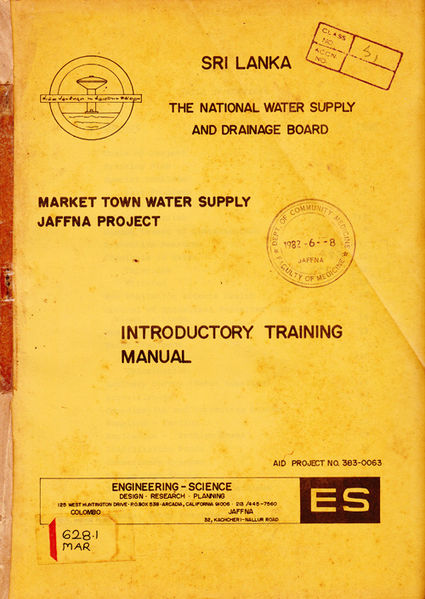 CLASS
NO.
ACCN.
NO.
SRI LANKA
THE NATIONAL WATER SUPPLY
AND DRAINAGE BOARD
MARKET TOWN WATER SUPPLY
JAFFNA PROJECT
★ DEPT OF COMMUNITY MEDICINE ★
1982 -6- -8
JAFFNA
FACULTY OF MEDICINE
INTRODUCTORY TRAINING
MANUAL
AID PROJECT NO. 383-0063
ENGINEERING - SCIENCE
DESIGN · RESEARCH · PLANNING
125 WEST HUNTINGTON DRIVE · P.O.BOX 538 · ARCADIA, CALIFORNIA 91006 · 213 /445-7560
COLOMBO JAFFNA
32, KACHCHERI-NALLUR ROAD
ES
628.1
MAR